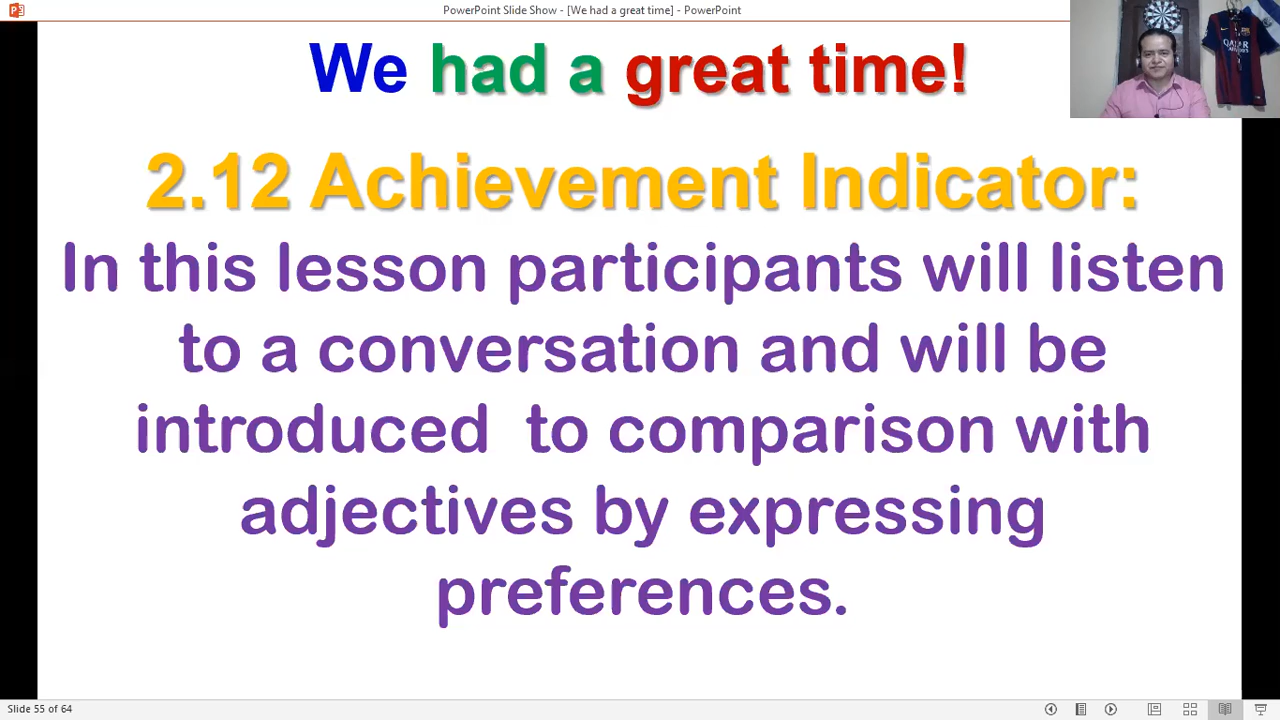 PowerPoint Slide Show - [We had a great time] - PowerPoint
We had a great time!
2.12 Achievement Indicator:
In this lesson participants will listen
to a conversation and will be
introduced  to comparison with
adjectives by expressing
preferences.
Slide 55 of 64